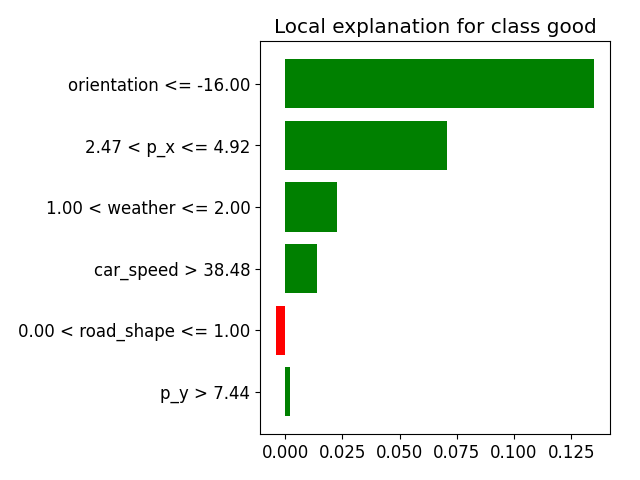 Local explanation for class good
orientation <= -16.00
2.47 < p_x <= 4.92
1.00 < weather <= 2.00
car_speed > 38.48
0.00 < road_shape <= 1.00
p_y > 7.44
0.000 0.025 0.050 0.075 0.100 0.125